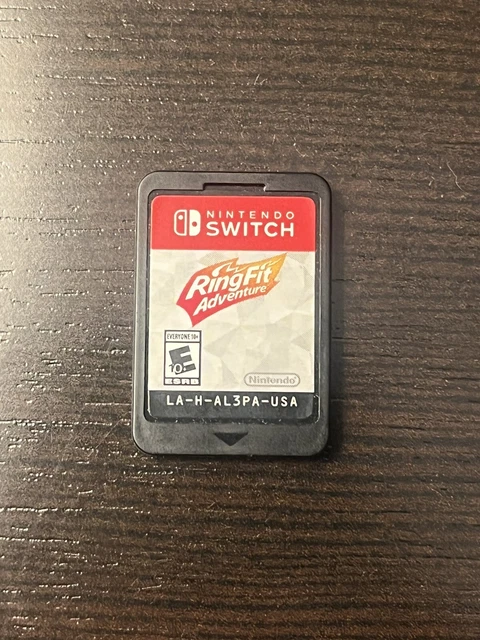 NINTENDO
SWITCH
RingFit
Adventure
EVERYONE 10+
E
10+
ESRB
Nintendo
LA-H-AL3PA-USA